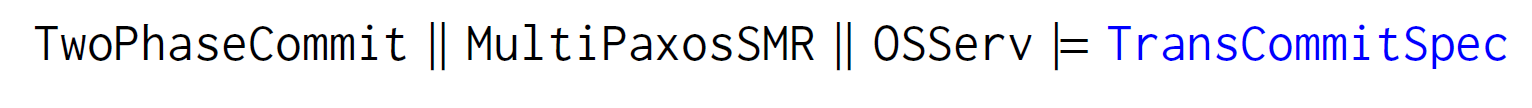 TwoPhaseCommit || MultiPaxosSMR || OSServ |= TransCommitSpec